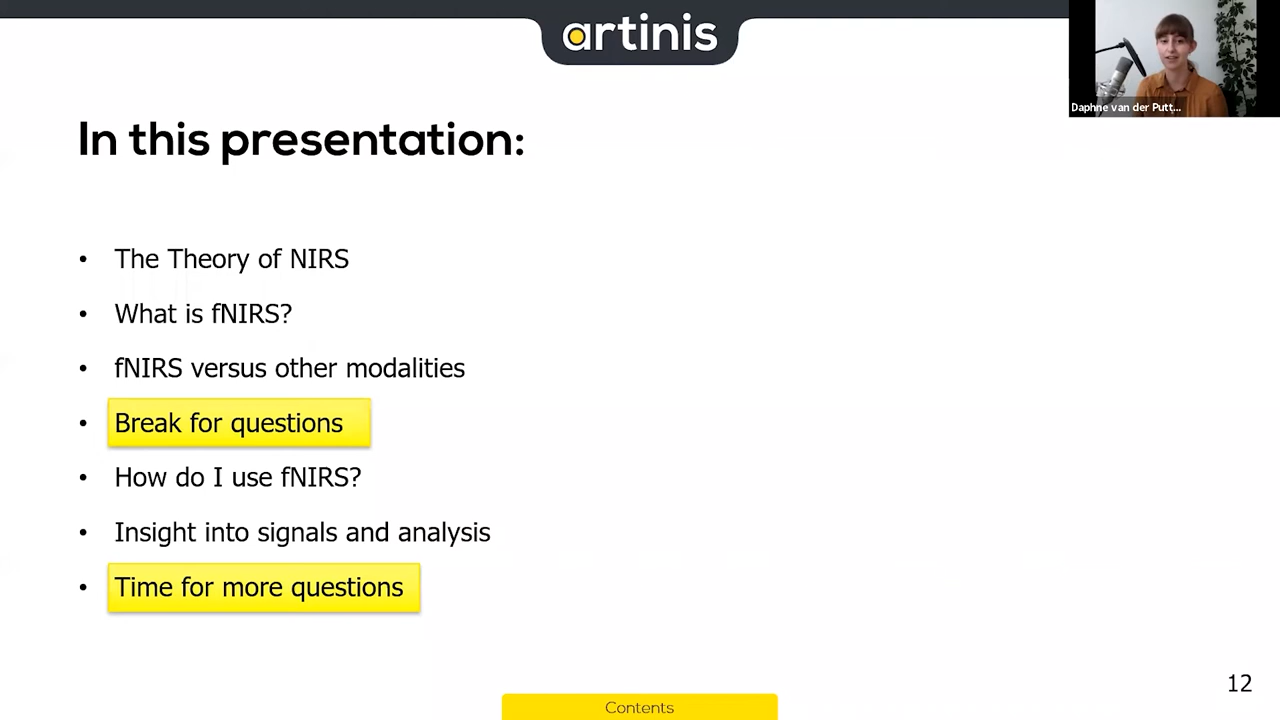 artinis
Daphne van der Putt...
In this presentation:
• The Theory of NIRS
• What is fNIRS?
• fNIRS versus other modalities
• Break for questions
• How do I use fNIRS?
• Insight into signals and analysis
• Time for more questions
12
Contents